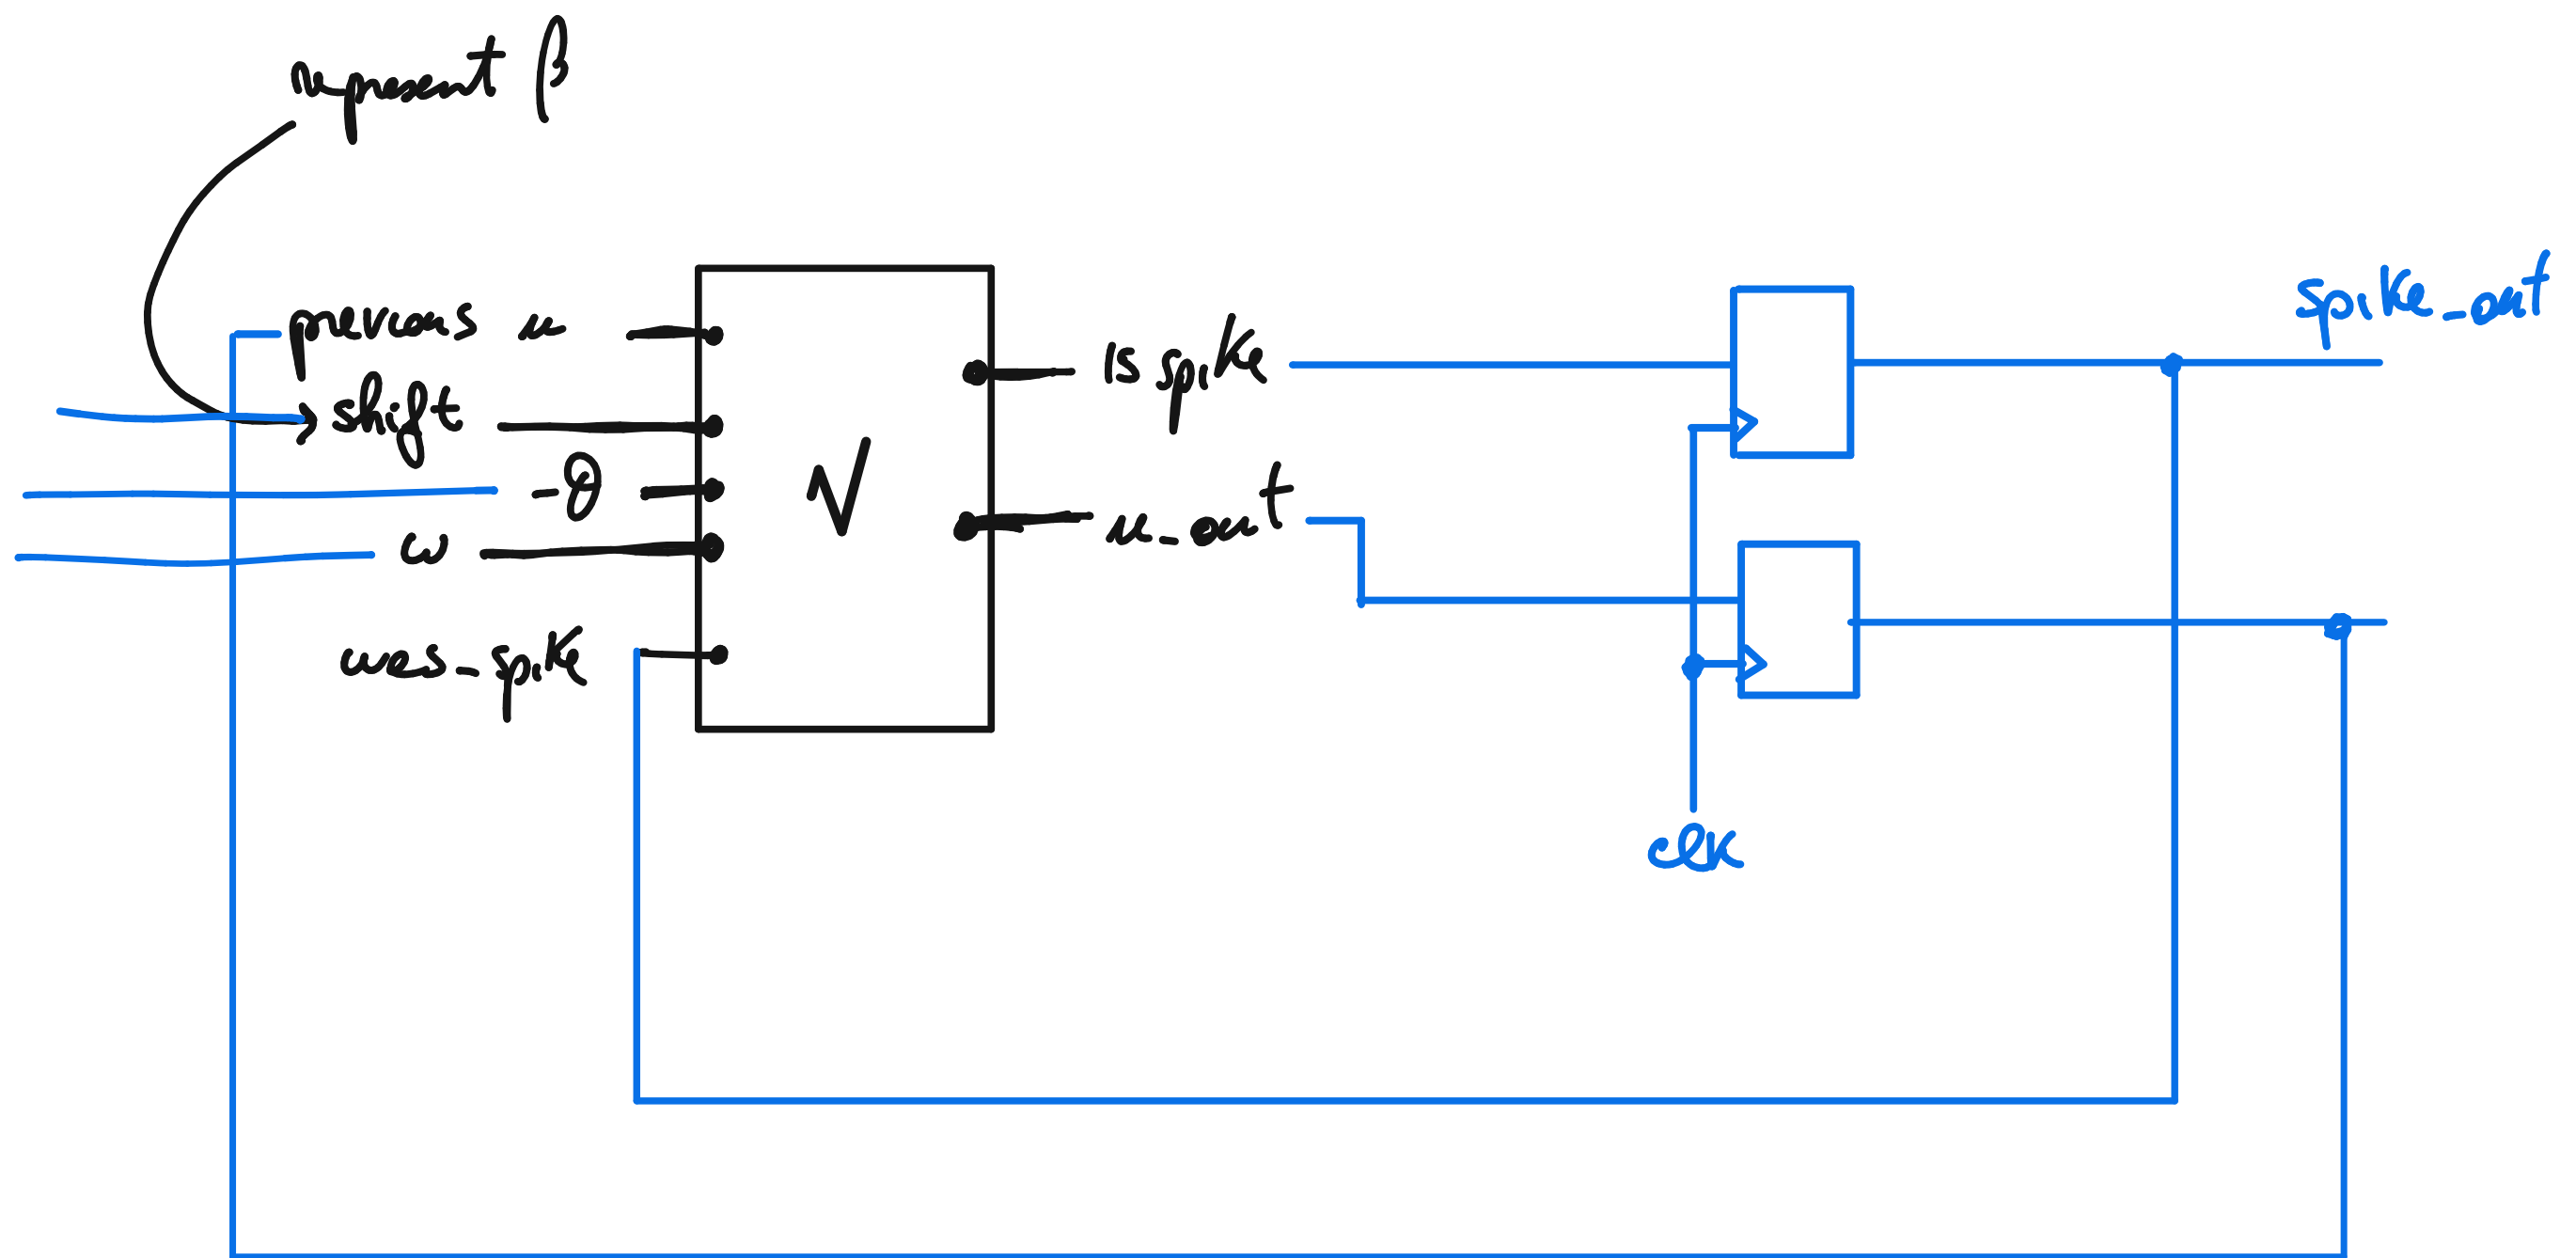 represent β
previous u
shift
-θ
w
was_spike
N
is spike
u_out
spike_out
clk